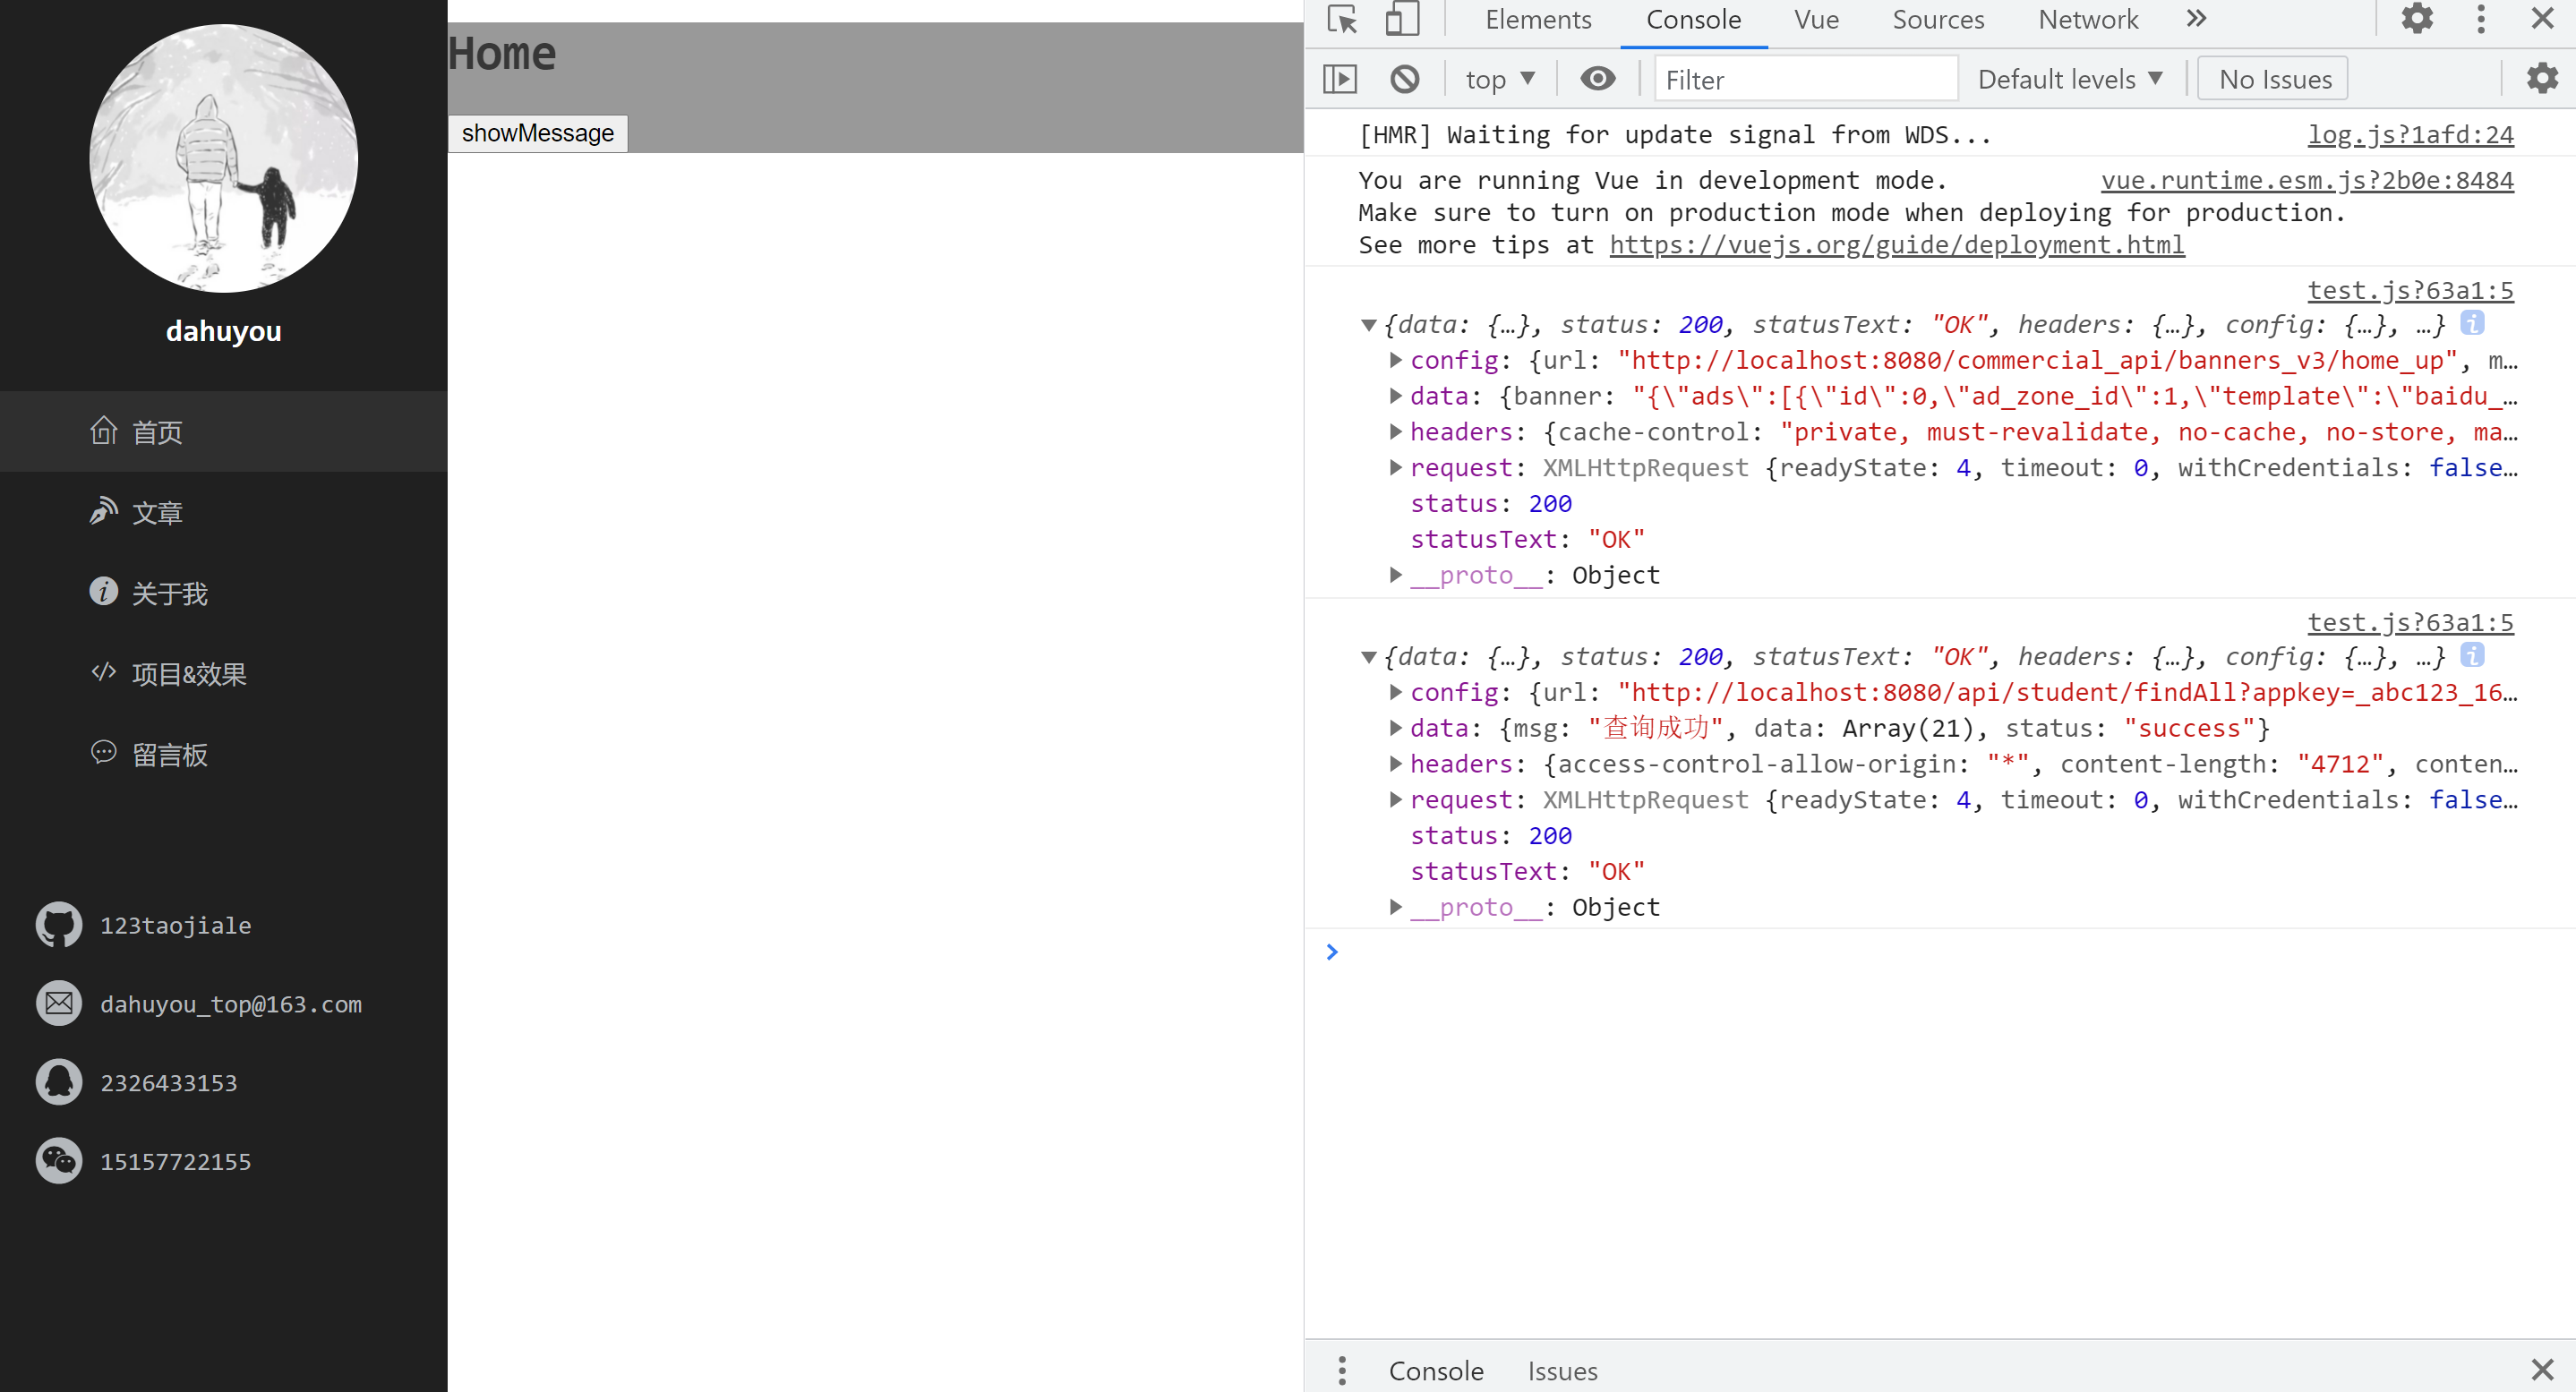 dahuyou
首页
文章
关于我
项目&效果
留言板
123taojiale
dahuyou_top@163.com
2326433153
15157722155
Home
showMessage
Elements Console Vue Sources Network
top Filter Default levels No Issues
[HMR] Waiting for update signal from WDS... log.js?1afd:24
You are running Vue in development mode. vue.runtime.esm.js?2b0e:8484
Make sure to turn on production mode when deploying for production.
See more tips at https://vuejs.org/guide/deployment.html
test.js?63a1:5
{data: {…}, status: 200, statusText: "OK", headers: {…}, config: {…}, …}
config: {url: "http://localhost:8080/commercial_api/banners_v3/home_up", m…
data: {banner: "{\"ads\":[{\"id\":0,\"ad_zone_id\":1,\"template\":\"baidu_…
headers: {cache-control: "private, must-revalidate, no-cache, no-store, ma…
request: XMLHttpRequest {readyState: 4, timeout: 0, withCredentials: false…
status: 200
statusText: "OK"
__proto__: Object
test.js?63a1:5
{data: {…}, status: 200, statusText: "OK", headers: {…}, config: {…}, …}
config: {url: "http://localhost:8080/api/student/findAll?appkey=_abc123_16…
data: {msg: "查询成功", data: Array(21), status: "success"}
headers: {access-control-allow-origin: "*", content-length: "4712", conten…
request: XMLHttpRequest {readyState: 4, timeout: 0, withCredentials: false…
status: 200
statusText: "OK"
__proto__: Object
Console Issues